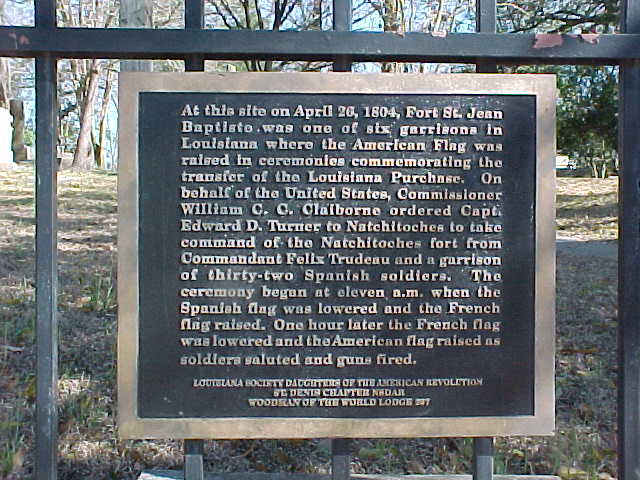 At this site on April 26, 1804, Fort St. Jean
Baptiste was one of six garrisons in
Louisiana where the American Flag was
raised in ceremonies commemorating the
transfer of the Louisiana Purchase. On
behalf of the United States, Commissioner
William C. C. Claiborne ordered Capt.
Edward D. Turner to Natchitoches to take
command of the Natchitoches fort from
Commandant Felix Trudeau and a garrison
of thirty-two Spanish soldiers. The
ceremony began at eleven a.m. when the
Spanish flag was lowered and the French
flag raised. One hour later the French flag
was lowered and the American flag raised as
soldiers saluted and guns fired.
LOUISIANA SOCIETY DAUGHTERS OF THE AMERICAN REVOLUTION
ST. DENIS CHAPTER NSDAR
WOODMAN OF THE WORLD LODGE 297